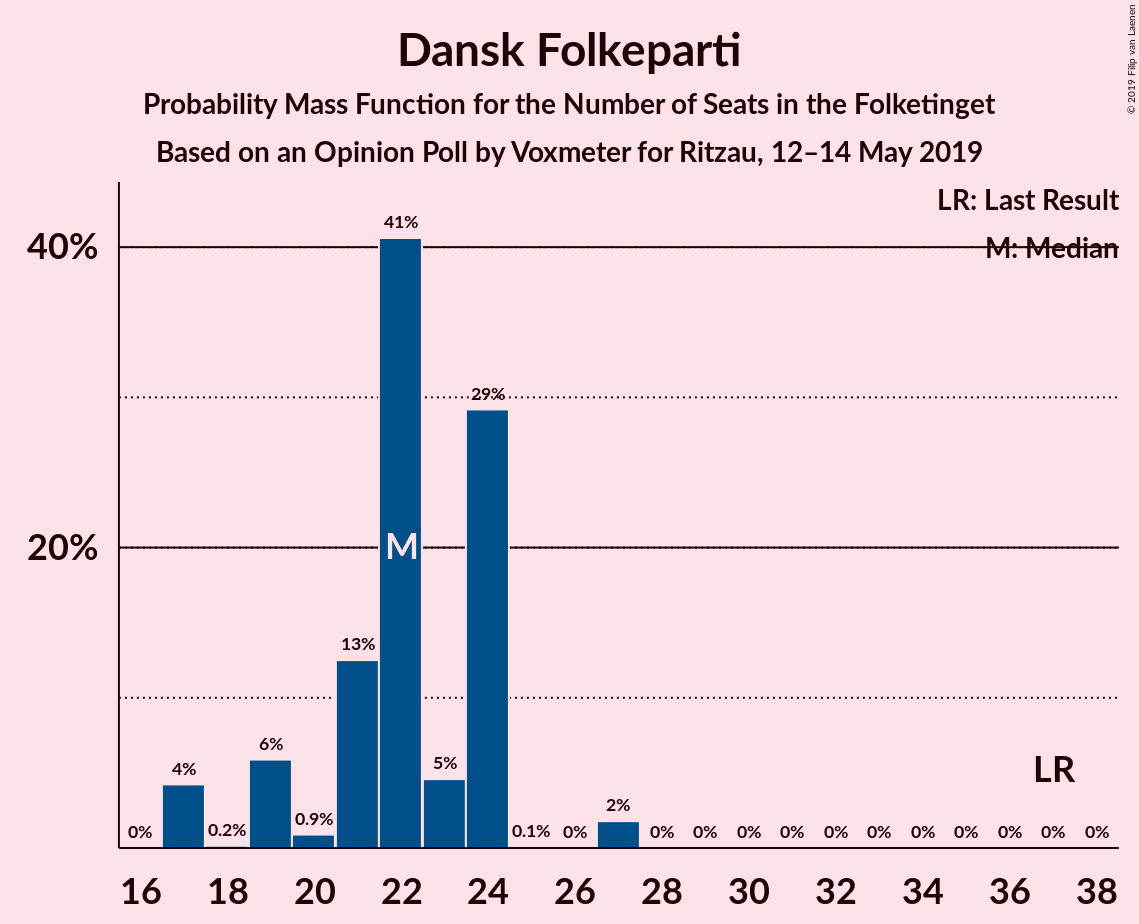 Dansk Folkeparti
Probability Mass Function for the Number of Seats in the Folketinget
Based on an Opinion Poll by Voxmeter for Ritzau, 12–14 May 2019
© 2019 Filip van Laenen
LR: Last Result
M: Median
40%
20%
0%
4%
0.2%
6%
0.9%
13%
41%
5%
29%
0.1%
0%
2%
0%
0%
0%
0%
0%
0%
0%
0%
0%
0%
0%
M
LR
16 18 20 22 24 26 28 30 32 34 36 38